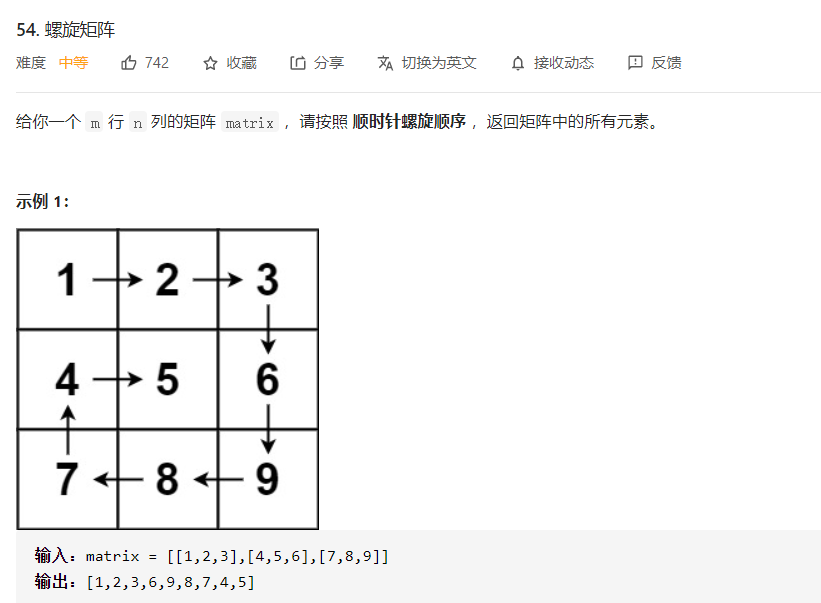 54. 螺旋矩阵
难度 中等 742 收藏 分享 切换为英文 接收动态 反馈
给你一个 m 行 n 列的矩阵 matrix ，请按照 顺时针螺旋顺序 ，返回矩阵中的所有元素。
示例 1：
1 2 3
4 5 6
7 8 9
输入：matrix = [[1,2,3],[4,5,6],[7,8,9]]
输出：[1,2,3,6,9,8,7,4,5]